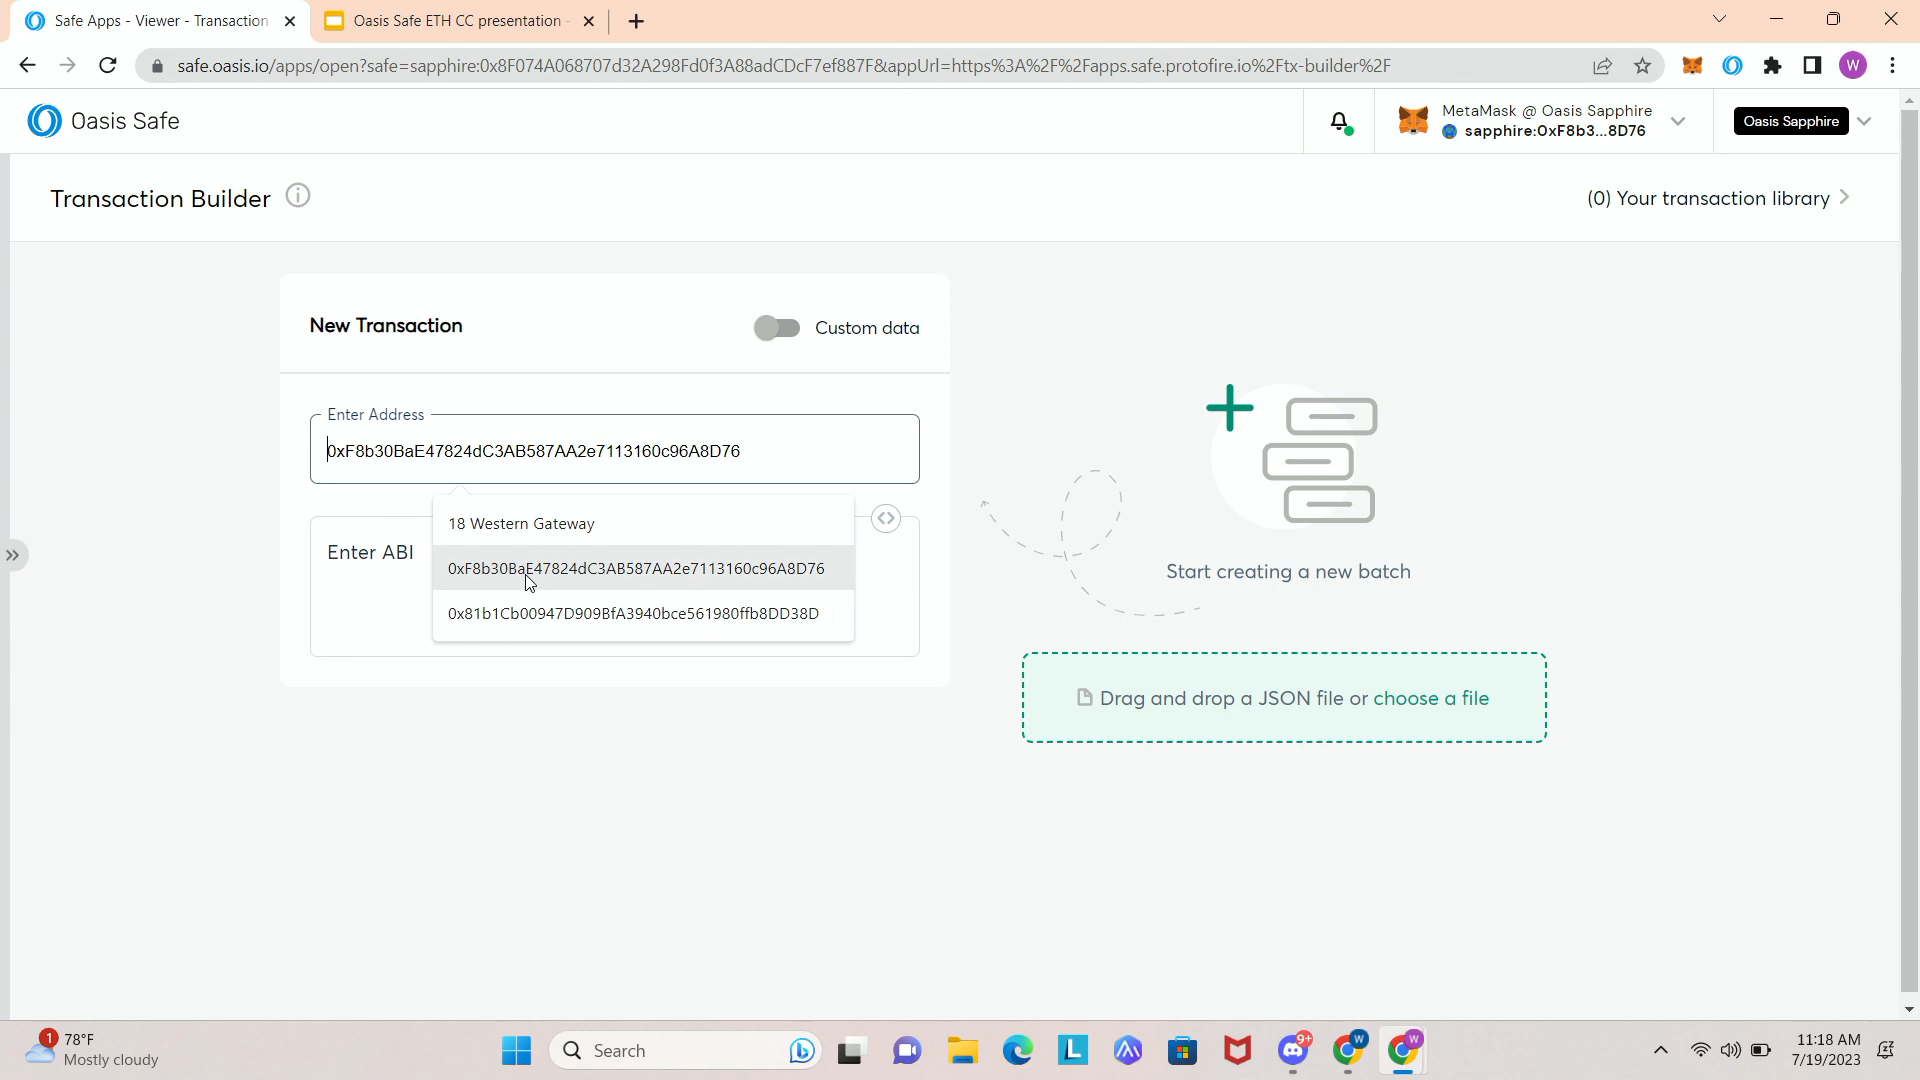 Safe Apps - Viewer - Transaction
Oasis Safe ETH CC presentation -
safe.oasis.io/apps/open?safe=sapphire:0x8F074A068707d32A298Fd0f3A88adCDcF7ef887F&appUrl=https%3A%2F%2Fapps.safe.protofire.io%2Ftx-builder%2F
W
Oasis Safe
MetaMask @ Oasis Sapphire
sapphire:0xF8b3...8D76
Oasis Sapphire
Transaction Builder
(0) Your transaction library
New Transaction
Custom data
Enter Address
0xF8b30BaE47824dC3AB587AA2e7113160c96A8D76
18 Western Gateway
Enter ABI
0xF8b30BaE47824dC3AB587AA2e7113160c96A8D76
0x81b1Cb00947D909BfA3940bce561980ffb8DD38D
Start creating a new batch
Drag and drop a JSON file or choose a file
1
78°F
Mostly cloudy
Search
L
9+
W
W
11:18 AM
7/19/2023